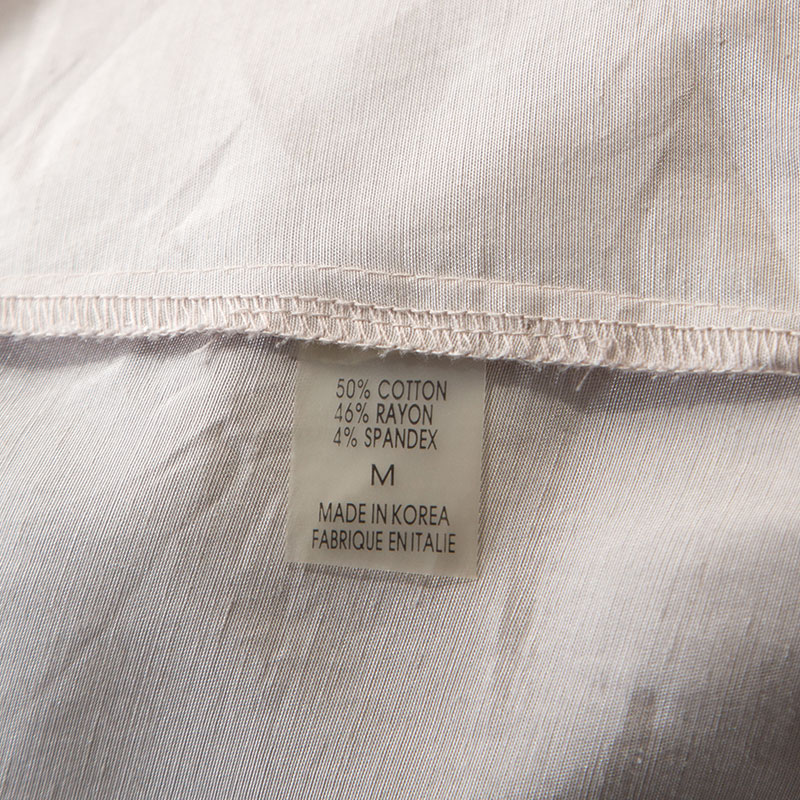 50% COTTON
46% RAYON
4% SPANDEX
M
MADE IN KOREA
FABRIQUE EN ITALIE